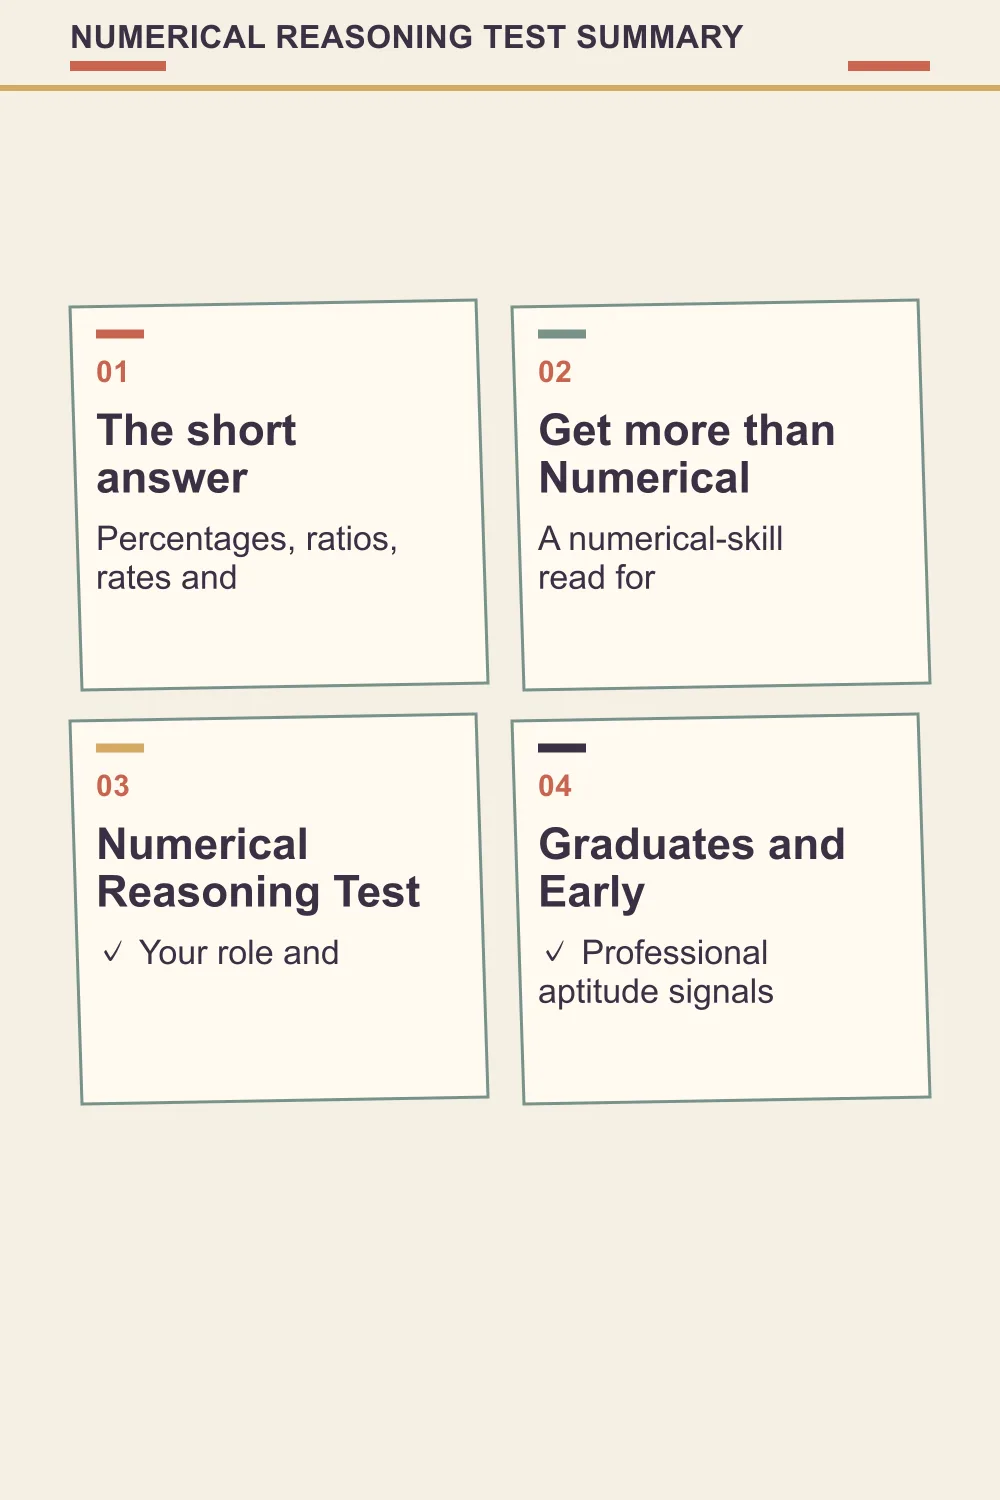 NUMERICAL REASONING TEST SUMMARY
01
The short
answer
Percentages, ratios,
rates and
02
Get more than
Numerical
A numerical-skill
read for
03
Numerical
Reasoning Test
✓ Your role and
04
Graduates and
Early
✓ Professional
aptitude signals